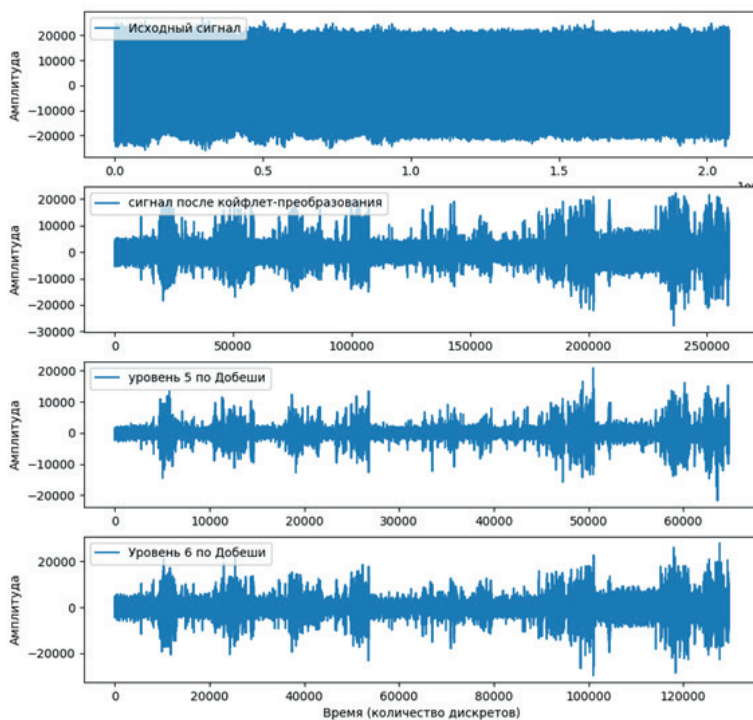 20000
10000
0
−10000
−20000
Амплитуда
Исходный сигнал
0.0 0.5 1.0 1.5 2.0
20000
10000
0
−10000
−20000
−30000
Амплитуда
сигнал после койфлет-преобразования
0 50000 100000 150000 200000 250000
20000
10000
0
−10000
−20000
Амплитуда
уровень 5 по Добеши
0 10000 20000 30000 40000 50000 60000
20000
0
−20000
Амплитуда
Уровень 6 по Добеши
0 20000 40000 60000 80000 100000 120000
Время (количество дискретов)